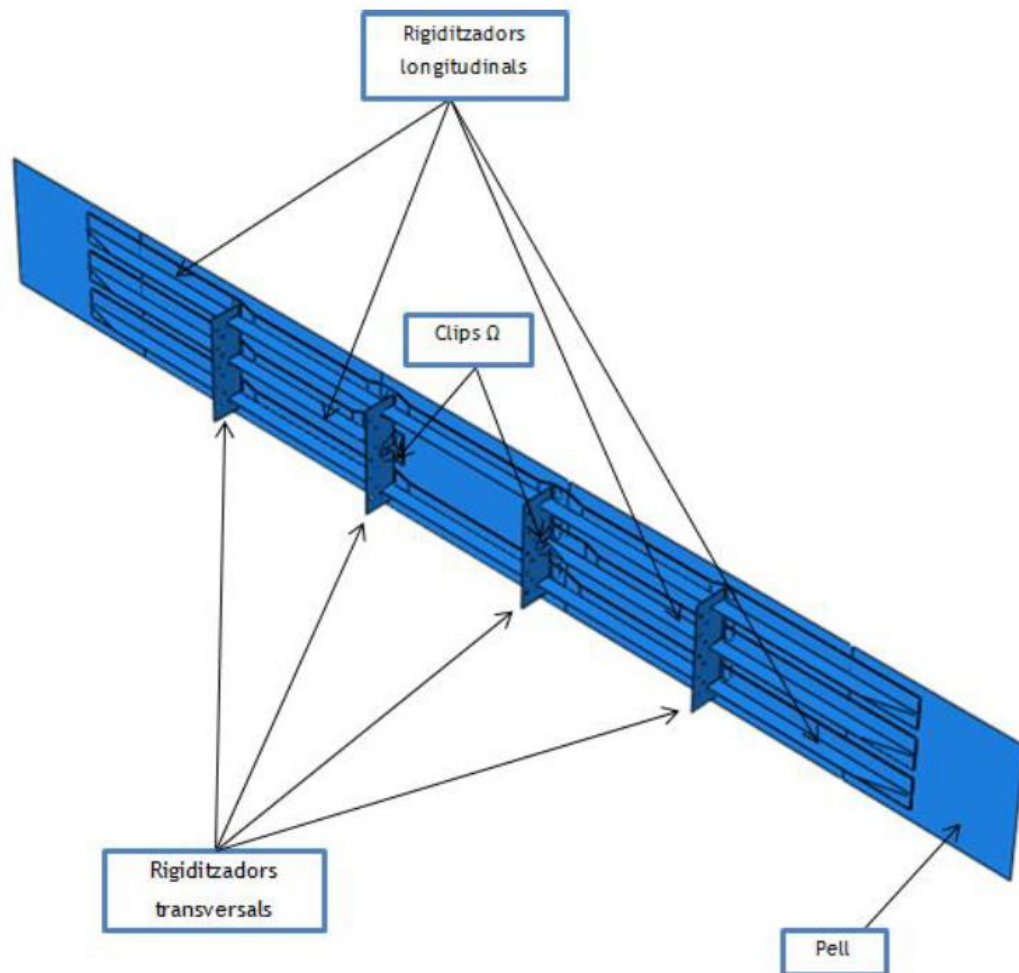 Rigiditzadors
longitudinals
Clips Ω
Rigiditzadors
transversals
Pell